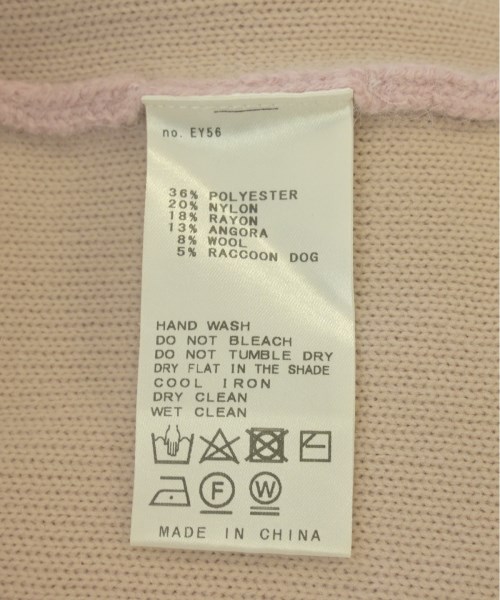 no. EY56
36% POLYESTER
20% NYLON
18% RAYON
13% ANGORA
8% WOOL
5% RACCOON DOG
HAND WASH
DO NOT BLEACH
DO NOT TUMBLE DRY
DRY FLAT IN THE SHADE
COOL IRON
DRY CLEAN
WET CLEAN
F W
MADE IN CHINA